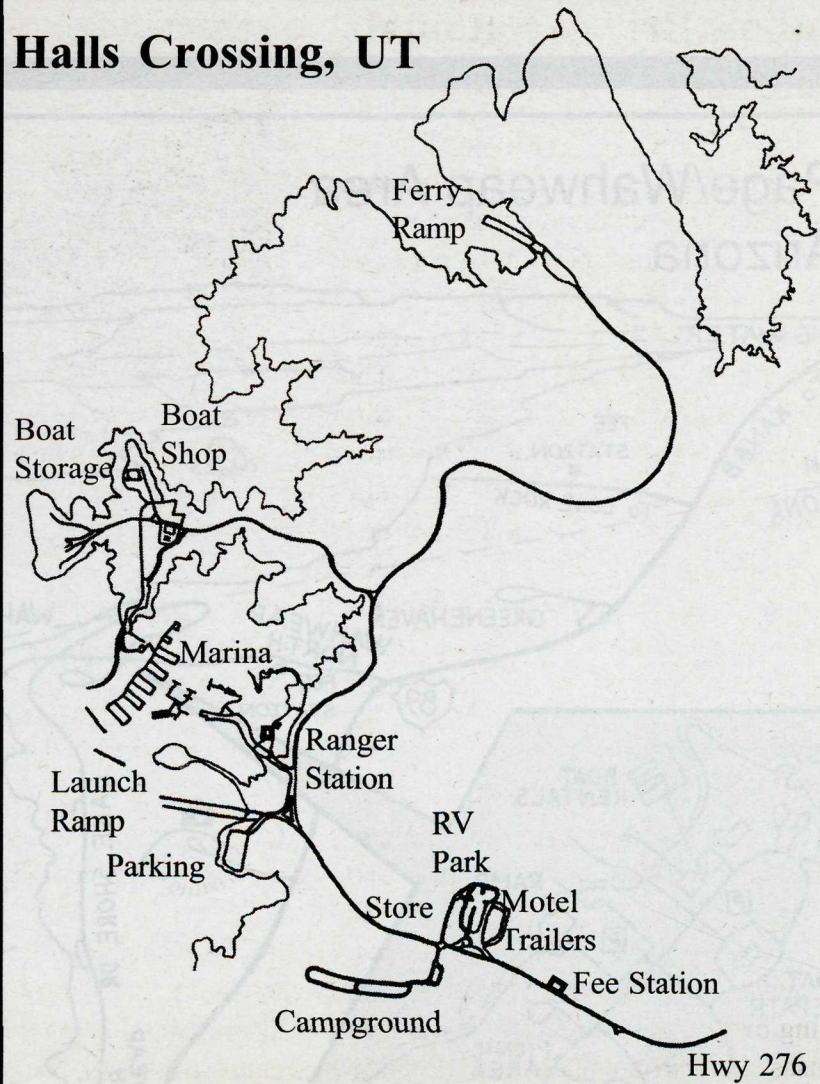 Halls Crossing, UT
Ferry
Ramp
Boat
Storage
Boat
Shop
Marina
Ranger
Station
Launch
Ramp
Parking
RV
Park
Store
Motel
Trailers
Fee Station
Campground
Hwy 276